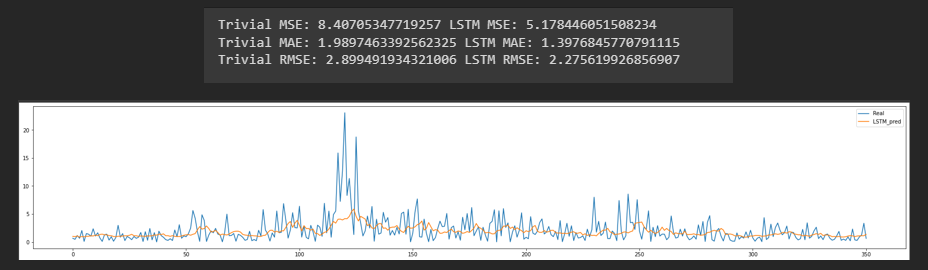 Trivial MSE: 8.40705347719257 LSTM MSE: 5.178446051508234
Trivial MAE: 1.9897463392562325 LSTM MAE: 1.3976845770791115
Trivial RMSE: 2.899491934321006 LSTM RMSE: 2.275619926856907
Real
LSTM_pred
20
15
10
5
0
0 50 100 150 200 250 300 350